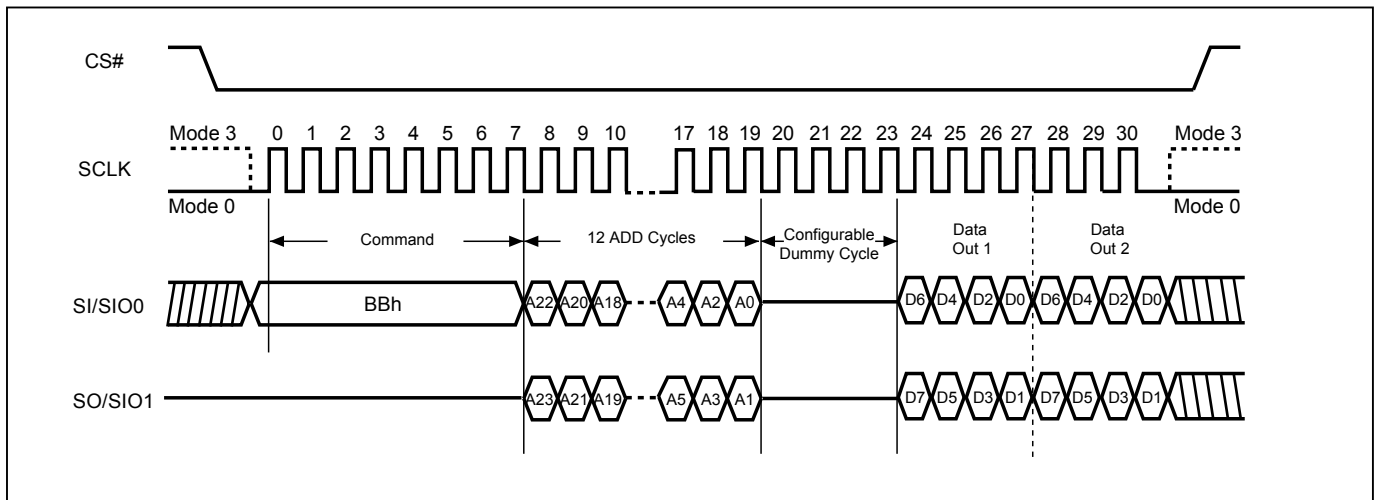 CS#
Mode 3 0 1 2 3 4 5 6 7 8 9 10 17 18 19 20 21 22 23 24 25 26 27 28 29 30 Mode 3
SCLK
Mode 0 Mode 0
Command 12 ADD Cycles Configurable Dummy Cycle Data Out 1 Data Out 2
SI/SIO0 BBh A22 A20 A18 A4 A2 A0 D6 D4 D2 D0 D6 D4 D2 D0
SO/SIO1 A23 A21 A19 A5 A3 A1 D7 D5 D3 D1 D7 D5 D3 D1